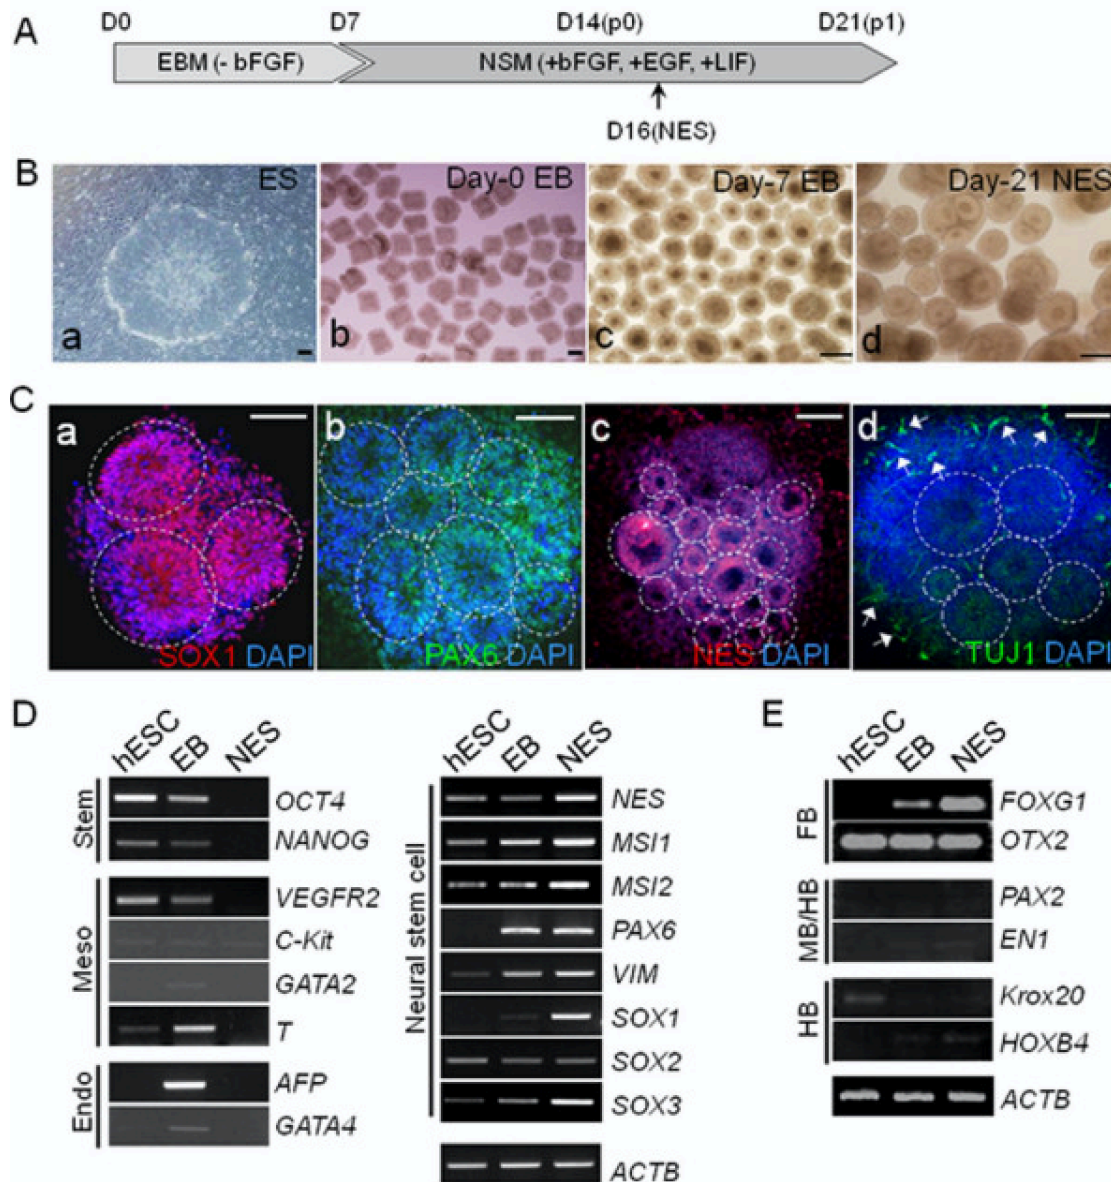 A
D0 D7 D14(p0) D21(p1)
EBM (- bFGF) NSM (+bFGF, +EGF, +LIF)
D16(NES)
B
ES Day-0 EB Day-7 EB Day-21 NES
a b c d
C
a b c d
SOX1 DAPI PAX6 DAPI NES DAPI TUJ1 DAPI
D
hESC EB NES
Stem
OCT4
NANOG
Meso
VEGFR2
C-Kit
GATA2
T
Endo
AFP
GATA4
hESC EB NES
Neural stem cell
NES
MSI1
MSI2
PAX6
VIM
SOX1
SOX2
SOX3
ACTB
E
hESC EB NES
FB
FOXG1
OTX2
MB/HB
PAX2
EN1
HB
Krox20
HOXB4
ACTB